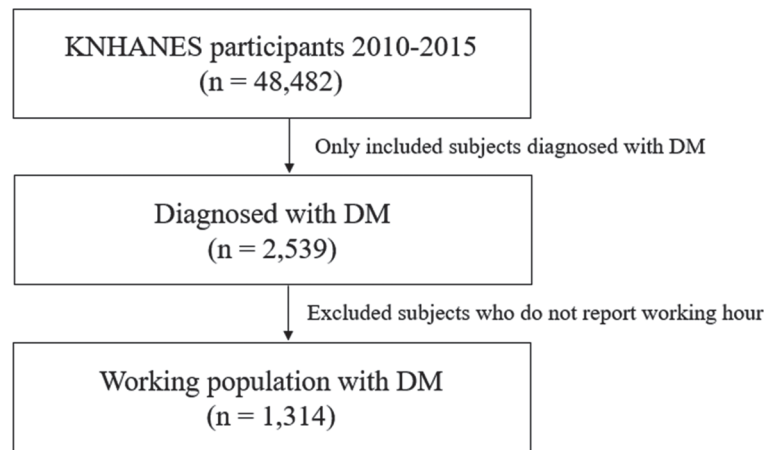 KNHANES participants 2010-2015
(n = 48,482)
Only included subjects diagnosed with DM
Diagnosed with DM
(n = 2,539)
Excluded subjects who do not report working hour
Working population with DM
(n = 1,314)